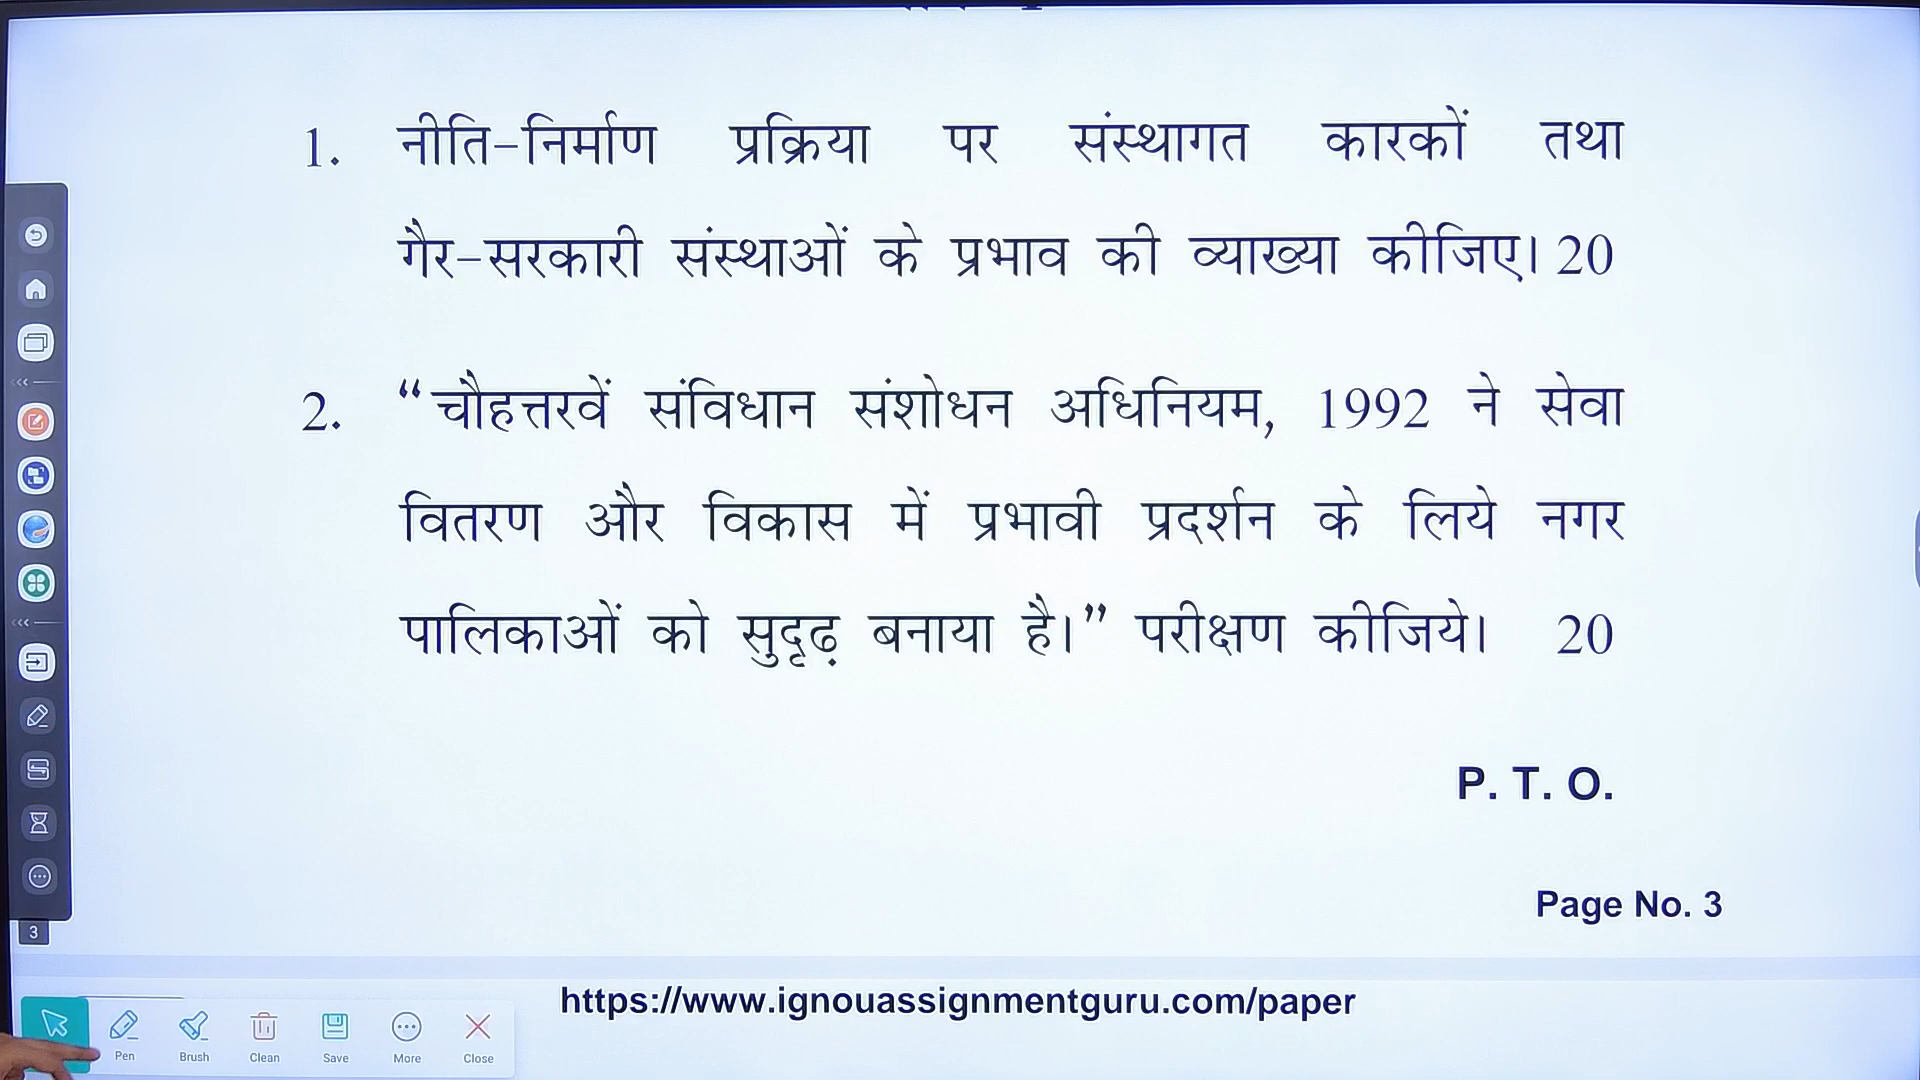 1. नीति-निर्माण प्रक्रिया पर संस्थागत कारकों तथा
गैर-सरकारी संस्थाओं के प्रभाव की व्याख्या कीजिए। 20
2. “चौहत्तरवें संविधान संशोधन अधिनियम, 1992 ने सेवा
वितरण और विकास में प्रभावी प्रदर्शन के लिये नगर
पालिकाओं को सुदृढ़ बनाया है।” परीक्षण कीजिये। 20
P. T. O.
Page No. 3
3
https://www.ignouassignmentguru.com/paper
Pen Brush Clean Save More Close